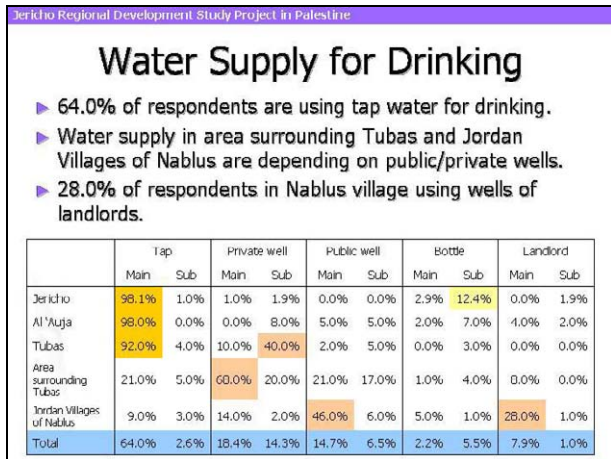 Jericho Regional Development Study Project in Palestine
Water Supply for Drinking
64.0% of respondents are using tap water for drinking.
Water supply in area surrounding Tubas and Jordan
Villages of Nablus are depending on public/private wells.
28.0% of respondents in Nablus village using wells of
landlords.
Tap Private well Public well Bottle Landlord
Main Sub Main Sub Main Sub Main Sub Main Sub
Jericho 98.1% 1.0% 1.0% 1.9% 0.0% 0.0% 2.9% 12.4% 0.0% 1.9%
Al 'Auja 98.0% 0.0% 0.0% 8.0% 5.0% 5.0% 2.0% 7.0% 4.0% 2.0%
Tubas 92.0% 4.0% 10.0% 40.0% 2.0% 5.0% 0.0% 3.0% 0.0% 0.0%
Area
surrounding
Tubas
21.0% 5.0% 68.0% 20.0% 21.0% 17.0% 1.0% 4.0% 8.0% 0.0%
Jordan Villages
of Nablus
9.0% 3.0% 14.0% 2.0% 46.0% 6.0% 5.0% 1.0% 28.0% 1.0%
Total 64.0% 2.6% 18.4% 14.3% 14.7% 6.5% 2.2% 5.5% 7.9% 1.0%